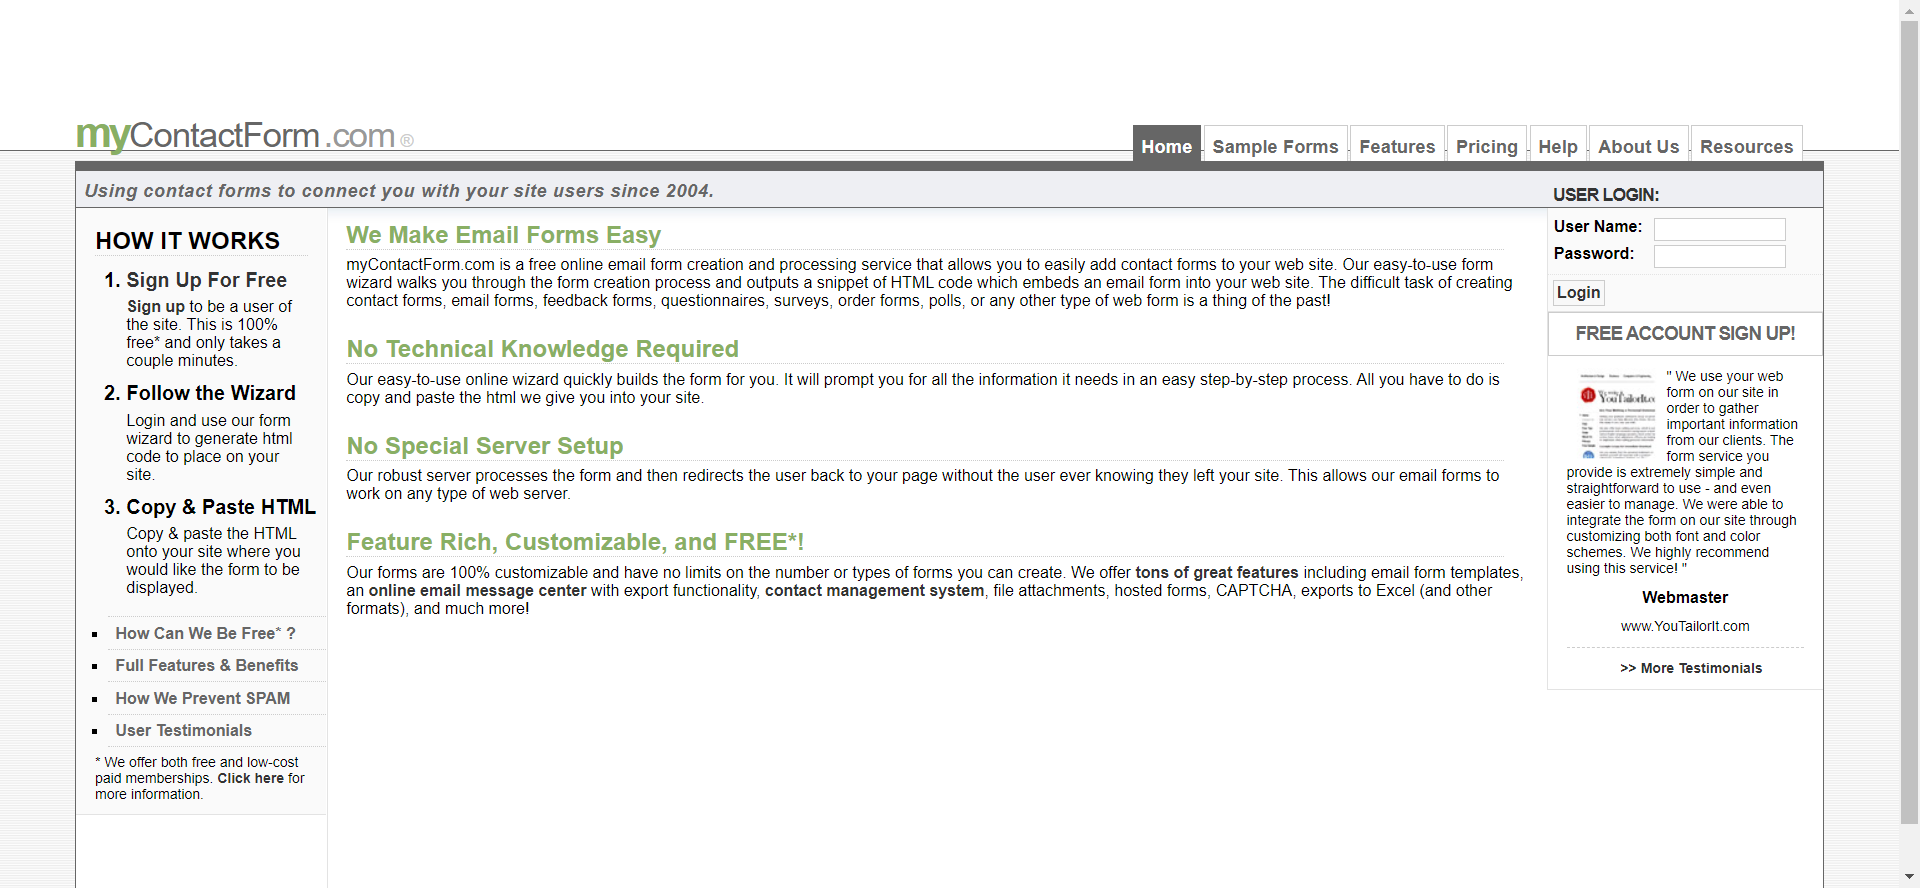 myContactForm.com®
Home
Sample Forms
Features
Pricing
Help
About Us
Resources
Using contact forms to connect you with your site users since 2004.
HOW IT WORKS
1. Sign Up For Free
Sign up to be a user of
the site. This is 100%
free* and only takes a
couple minutes.
2. Follow the Wizard
Login and use our form
wizard to generate html
code to place on your
site.
3. Copy & Paste HTML
Copy & paste the HTML
onto your site where you
would like the form to be
displayed.
How Can We Be Free* ?
Full Features & Benefits
How We Prevent SPAM
User Testimonials
* We offer both free and low-cost
paid memberships. Click here for
more information.
We Make Email Forms Easy
myContactForm.com is a free online email form creation and processing service that allows you to easily add contact forms to your web site. Our easy-to-use form
wizard walks you through the form creation process and outputs a snippet of HTML code which embeds an email form into your web site. The difficult task of creating
contact forms, email forms, feedback forms, questionnaires, surveys, order forms, polls, or any other type of web form is a thing of the past!
No Technical Knowledge Required
Our easy-to-use online wizard quickly builds the form for you. It will prompt you for all the information it needs in an easy step-by-step process. All you have to do is
copy and paste the html we give you into your site.
No Special Server Setup
Our robust server processes the form and then redirects the user back to your page without the user ever knowing they left your site. This allows our email forms to
work on any type of web server.
Feature Rich, Customizable, and FREE*!
Our forms are 100% customizable and have no limits on the number or types of forms you can create. We offer tons of great features including email form templates,
an online email message center with export functionality, contact management system, file attachments, hosted forms, CAPTCHA, exports to Excel (and other
formats), and much more!
USER LOGIN:
User Name:
Password:
Login
FREE ACCOUNT SIGN UP!
YouTailorIt.co
" We use your web
form on our site in
order to gather
important information
from our clients. The
form service you
provide is extremely simple and
straightforward to use - and even
easier to manage. We were able to
integrate the form on our site through
customizing both font and color
schemes. We highly recommend
using this service! "
Webmaster
www.YouTailorIt.com
>> More Testimonials